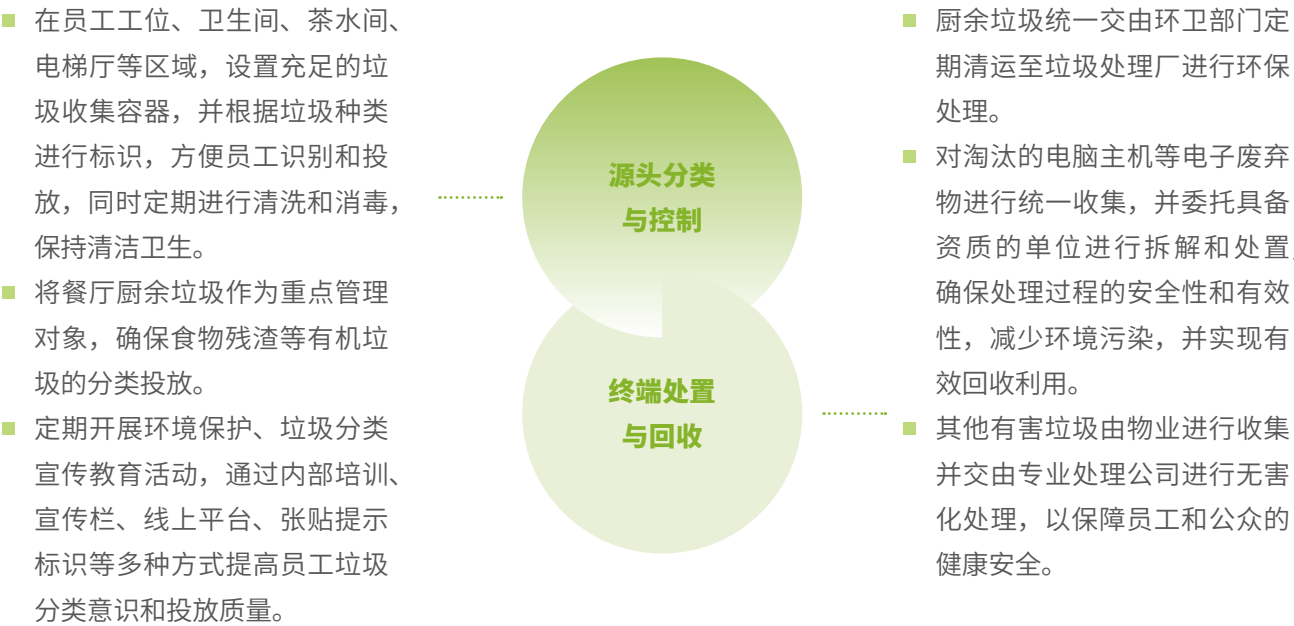 在员工工位、卫生间、茶水间、
电梯厅等区域，设置充足的垃
圾收集容器，并根据垃圾种类
进行标识，方便员工识别和投
放，同时定期进行清洗和消毒，
保持清洁卫生。
将餐厅厨余垃圾作为重点管理
对象，确保食物残渣等有机垃
圾的分类投放。
定期开展环境保护、垃圾分类
宣传教育活动，通过内部培训、
宣传栏、线上平台、张贴提示
标识等多种方式提高员工垃圾
分类意识和投放质量。
源头分类
与控制
终端处置
与回收
厨余垃圾统一交由环卫部门定
期清运至垃圾处理厂进行环保
处理。
对淘汰的电脑主机等电子废弃
物进行统一收集，并委托具备
资质的单位进行拆解和处置，
确保处理过程的安全性和有效
性，减少环境污染，并实现有
效回收利用。
其他有害垃圾由物业进行收集
并交由专业处理公司进行无害
化处理，以保障员工和公众的
健康安全。